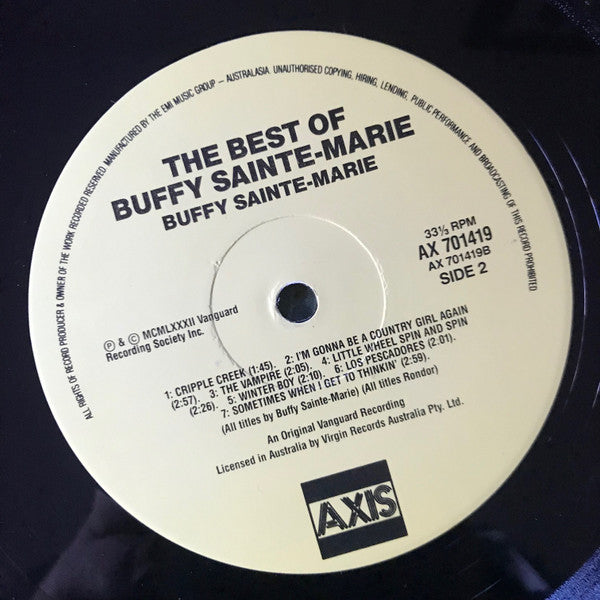 ALL RIGHTS OF RECORD PRODUCER & OWNER OF THE WORK RECORDED RESERVED. MANUFACTURED BY THE EMI MUSIC GROUP – AUSTRALASIA. UNAUTHORISED COPYING, HIRING, LENDING, PUBLIC PERFORMANCE AND BROADCASTING OF THIS RECORD PROHIBITED
THE BEST OF
BUFFY SAINTE-MARIE
BUFFY SAINTE-MARIE
33⅓ RPM
AX 701419
AX 701419B
SIDE 2
Ⓟ & © MCMLXXXII Vanguard
Recording Society Inc.
1: CRIPPLE CREEK (1:45). 2: I'M GONNA BE A COUNTRY GIRL AGAIN
(2:57). 3: THE VAMPIRE (2:05). 4: LITTLE WHEEL SPIN AND SPIN
(2:26). 5: WINTER BOY (2:10). 6: LOS PESCADORES (2:01).
7: SOMETIMES WHEN I GET TO THINKIN' (2:59).
(All titles by Buffy Sainte-Marie) (All titles Rondor)
An Original Vanguard Recording
Licensed in Australia by Virgin Records Australia Pty. Ltd.
AXIS